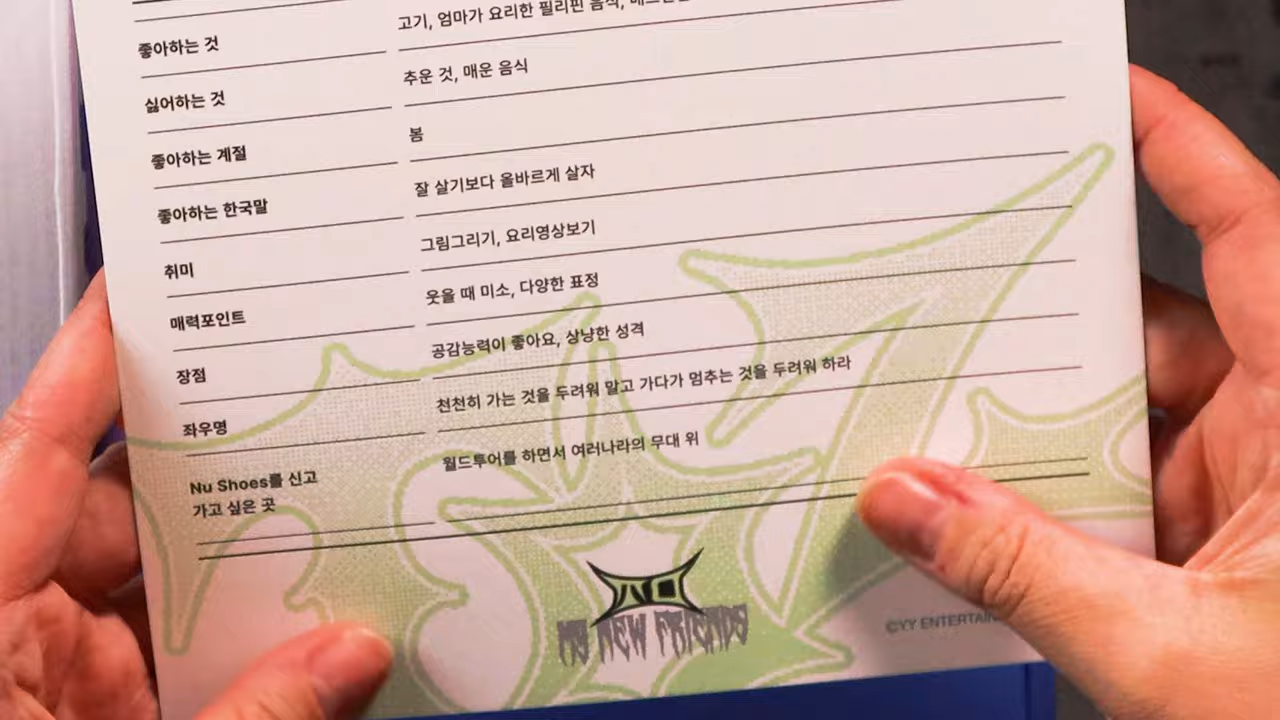 좋아하는 것
고기, 엄마가 요리한 필리핀 음식,
싫어하는 것
추운 것, 매운 음식
좋아하는 계절
봄
좋아하는 한국말
잘 살기보다 올바르게 살자
취미
그림그리기, 요리영상보기
매력포인트
웃을 때 미소, 다양한 표정
장점
공감능력이 좋아요, 상냥한 성격
좌우명
천천히 가는 것을 두려워 말고 가다가 멈추는 것을 두려워 하라
Nu Shoes를 신고
가고 싶은 곳
월드투어를 하면서 여러나라의 무대 위
MY NEW FRIENDS
©YY